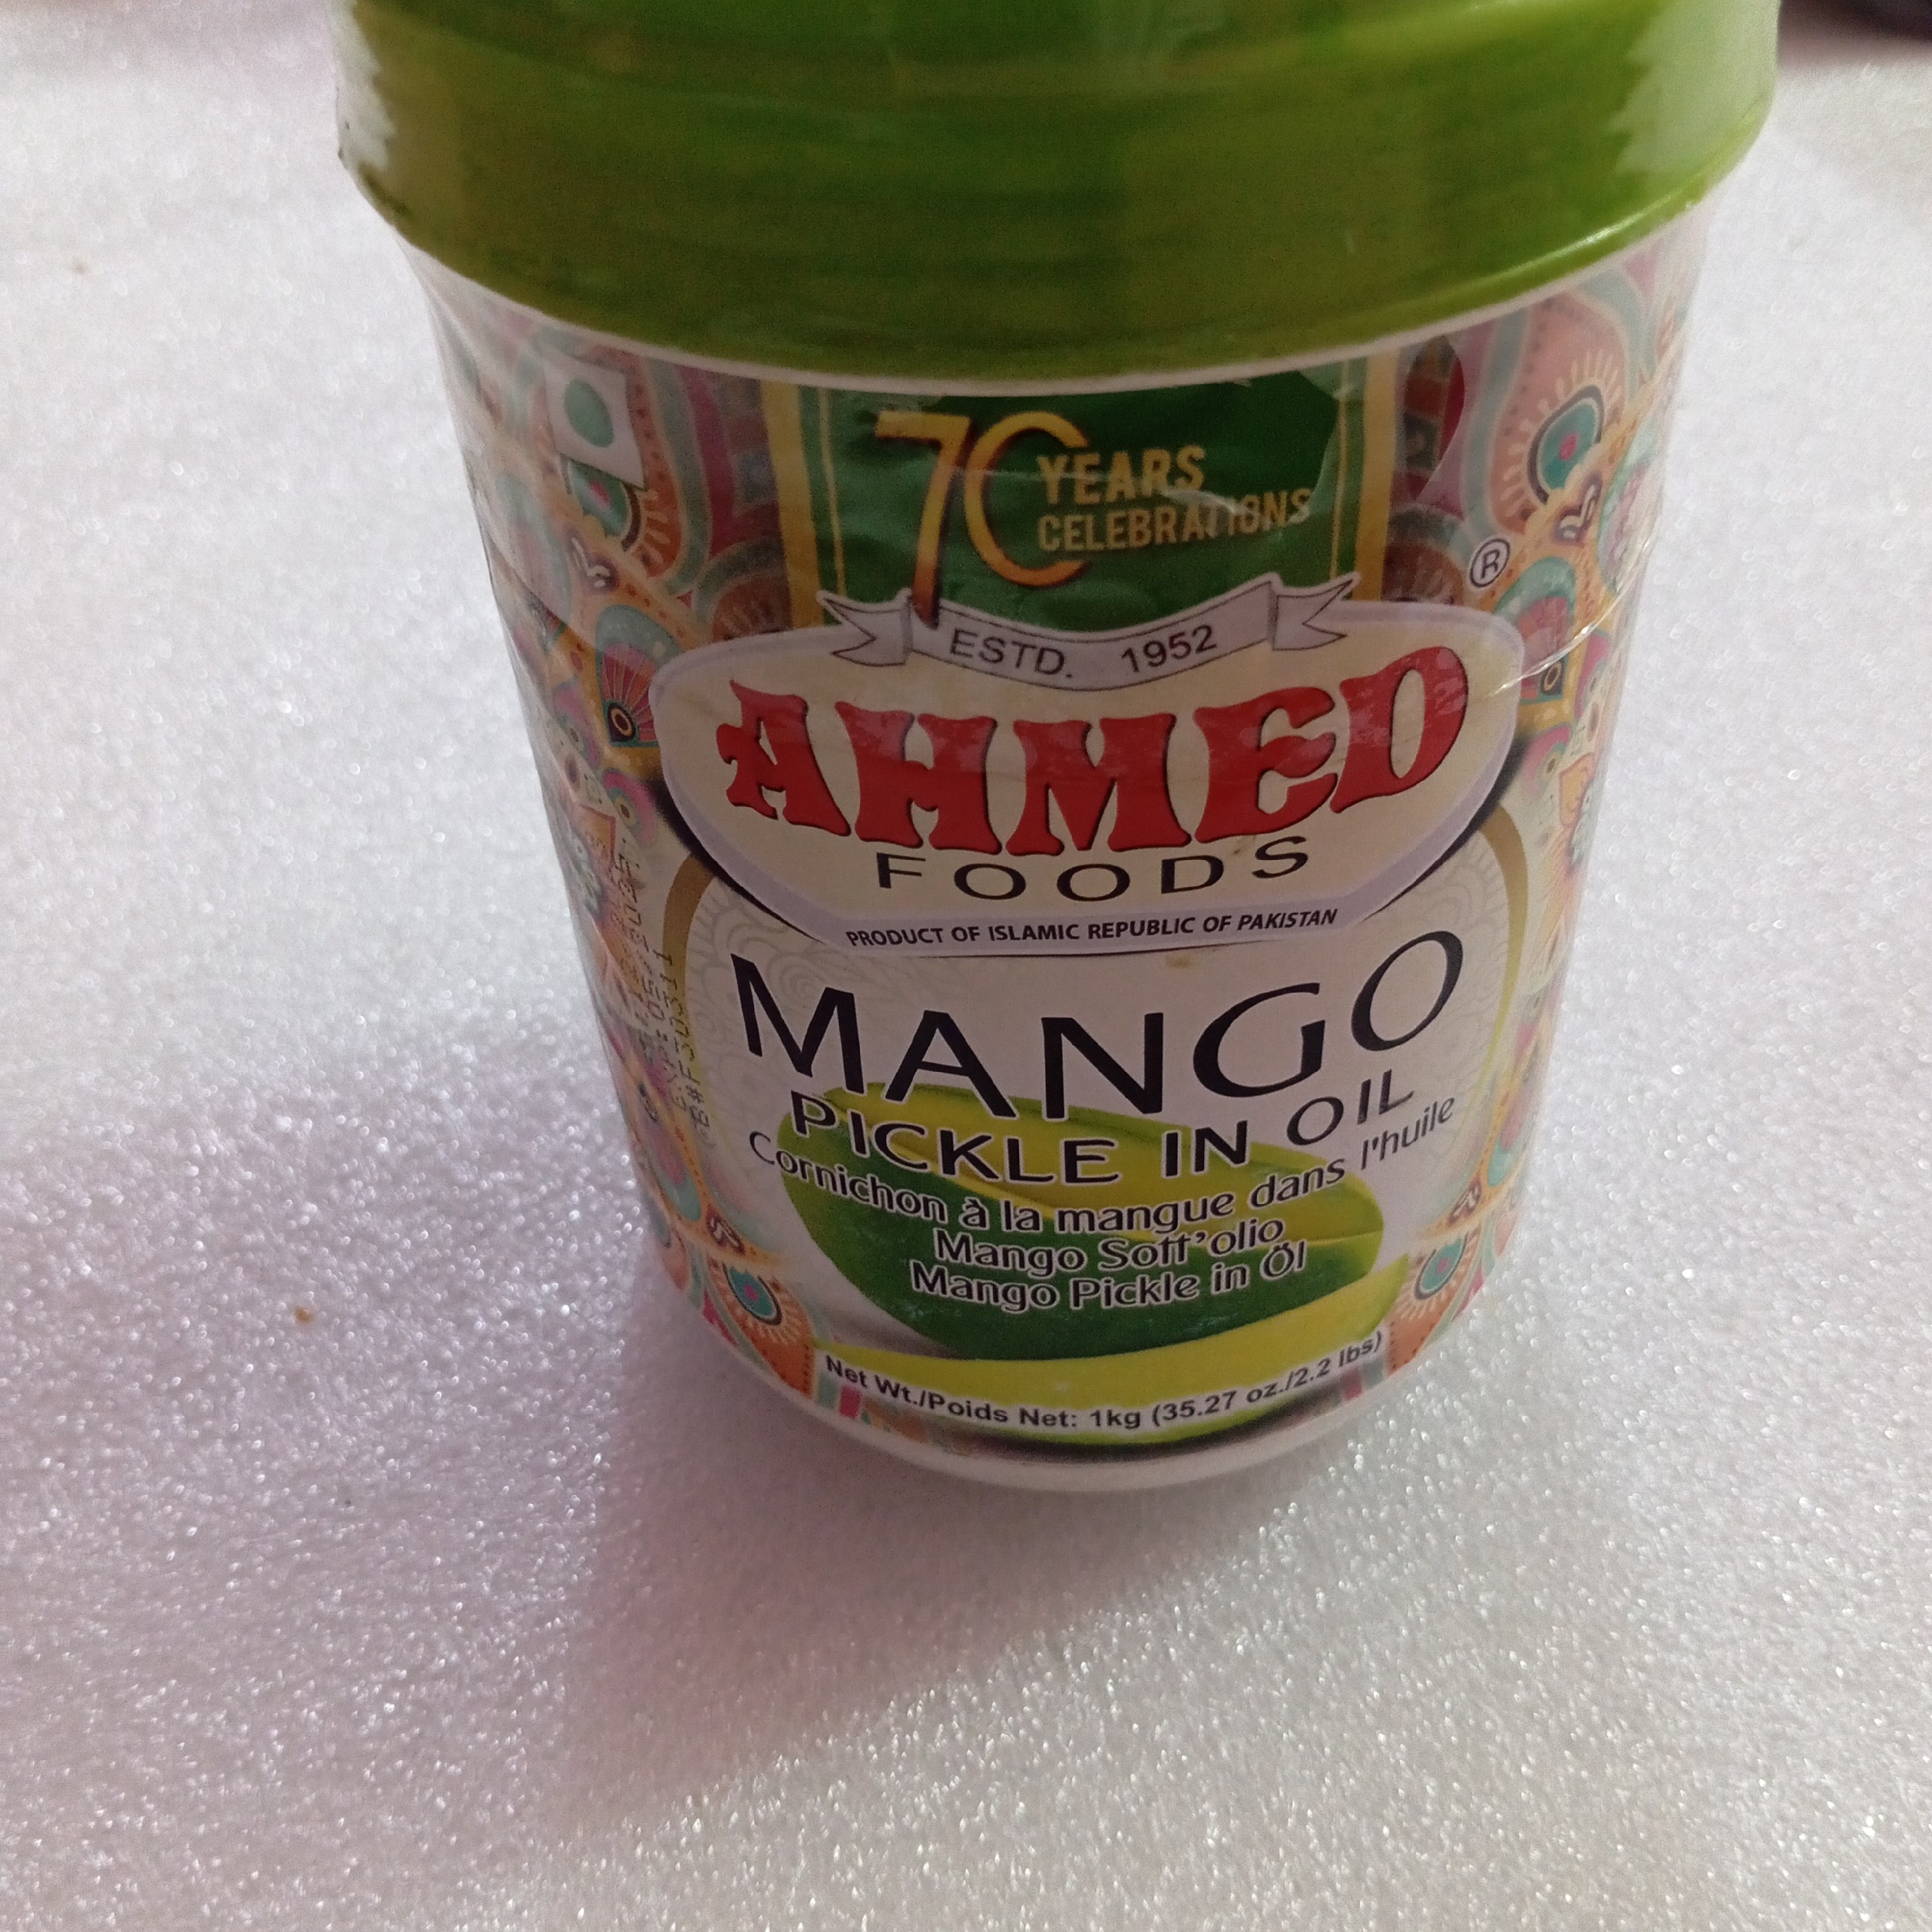 70 YEARS
CELEBRATIONS
ESTD. 1952
AHMED ®
FOODS
PRODUCT OF ISLAMIC REPUBLIC OF PAKISTAN
MANGO
PICKLE IN OIL
Cornichon à la mangue dans l'huile
Mango Sott'olio
Mango Pickle in Öl
Net Wt./Poids Net: 1kg (35.27 oz./2.2 lbs)